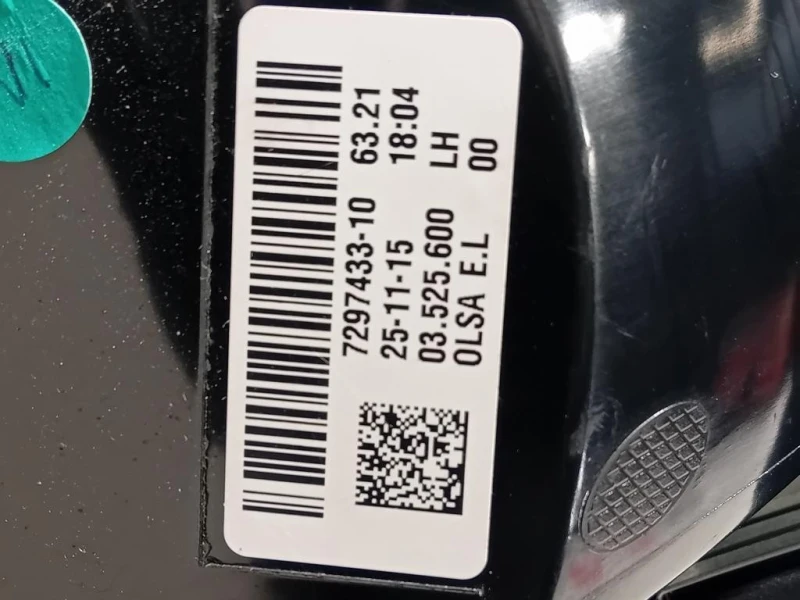 7297433-10 63.21
25-11-15 18:04
03.525.600 LH
OLSA E.L 00